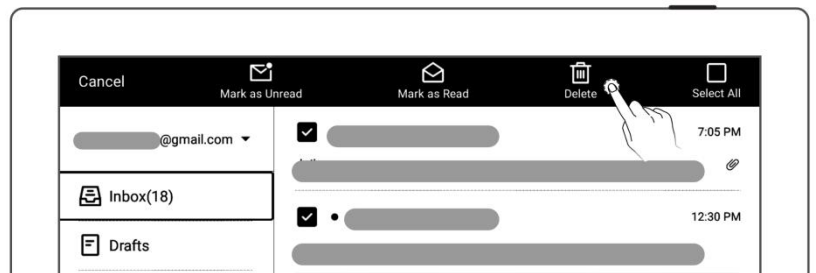 Cancel
Mark as Unread
Mark as Read
Delete
Select All
@gmail.com
7:05 PM
Inbox(18)
12:30 PM
Drafts